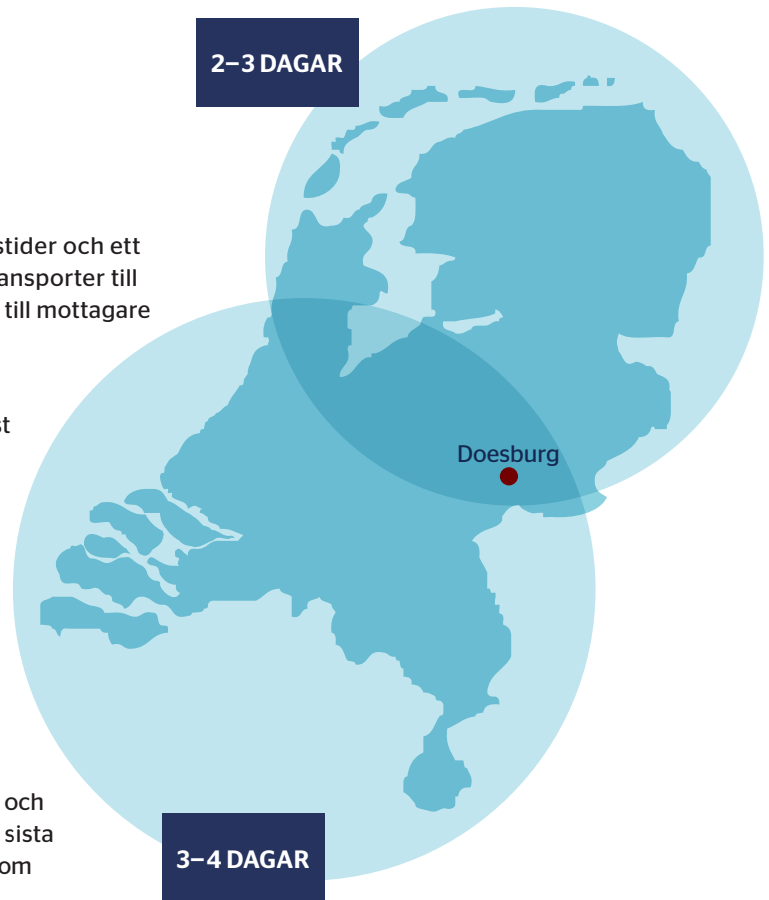 2–3 DAGAR
stider och ett
ansporter till
till mottagare
st
Doesburg
och
sista
om
3–4 DAGAR